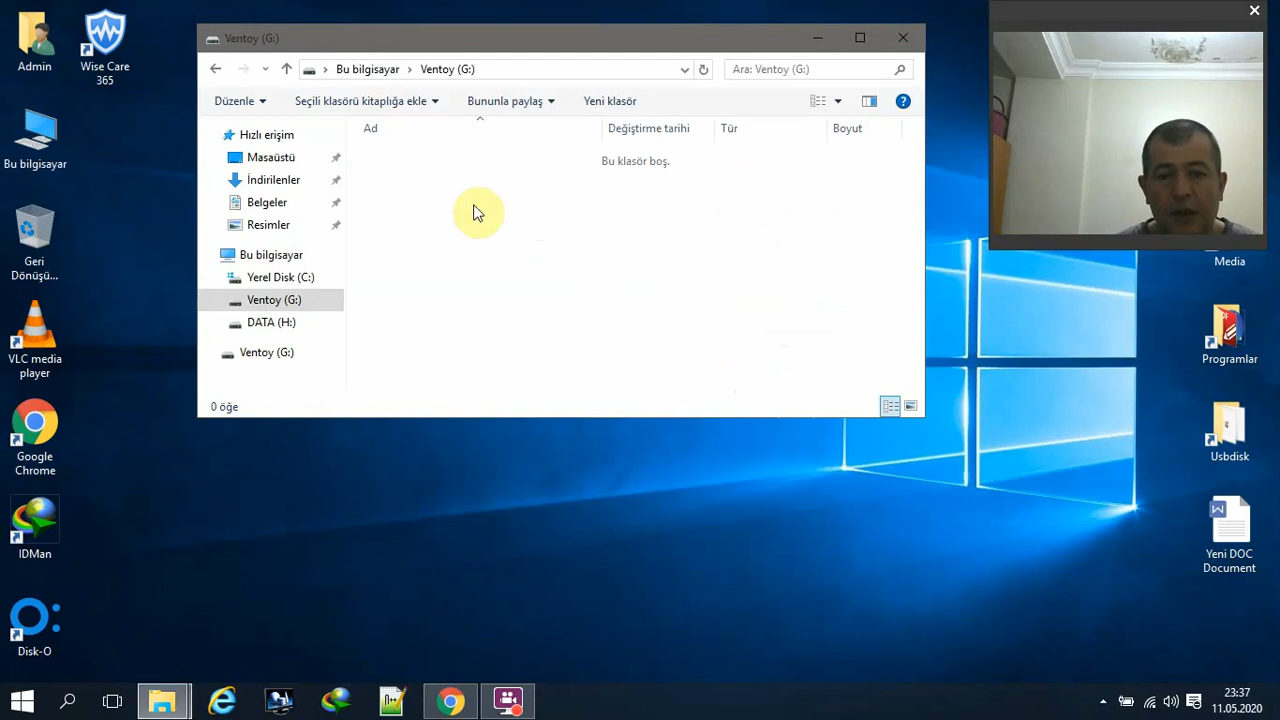 Admin
Wise Care
365
Bu bilgisayar
Geri
Dönüşü...
VLC media
player
Google
Chrome
IDMan
Disk-O
Ventoy (G:)
Bu bilgisayar
Ventoy (G:)
Ara: Ventoy (G:)
Düzenle
Seçili klasörü kitaplığa ekle
Bununla paylaş
Yeni klasör
Ad
Değiştirme tarihi
Tür
Boyut
Bu klasör boş.
Hızlı erişim
Masaüstü
İndirilenler
Belgeler
Resimler
Bu bilgisayar
Yerel Disk (C:)
Ventoy (G:)
DATA (H:)
Ventoy (G:)
0 öğe
Media
Programlar
Usbdisk
Yeni DOC
Document
23:37
11.05.2020